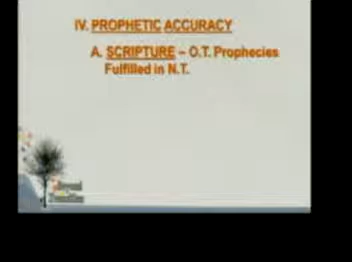 IV. PROPHETIC ACCURACY
A. SCRIPTURE – O.T. Prophecies
Fulfilled in N.T.